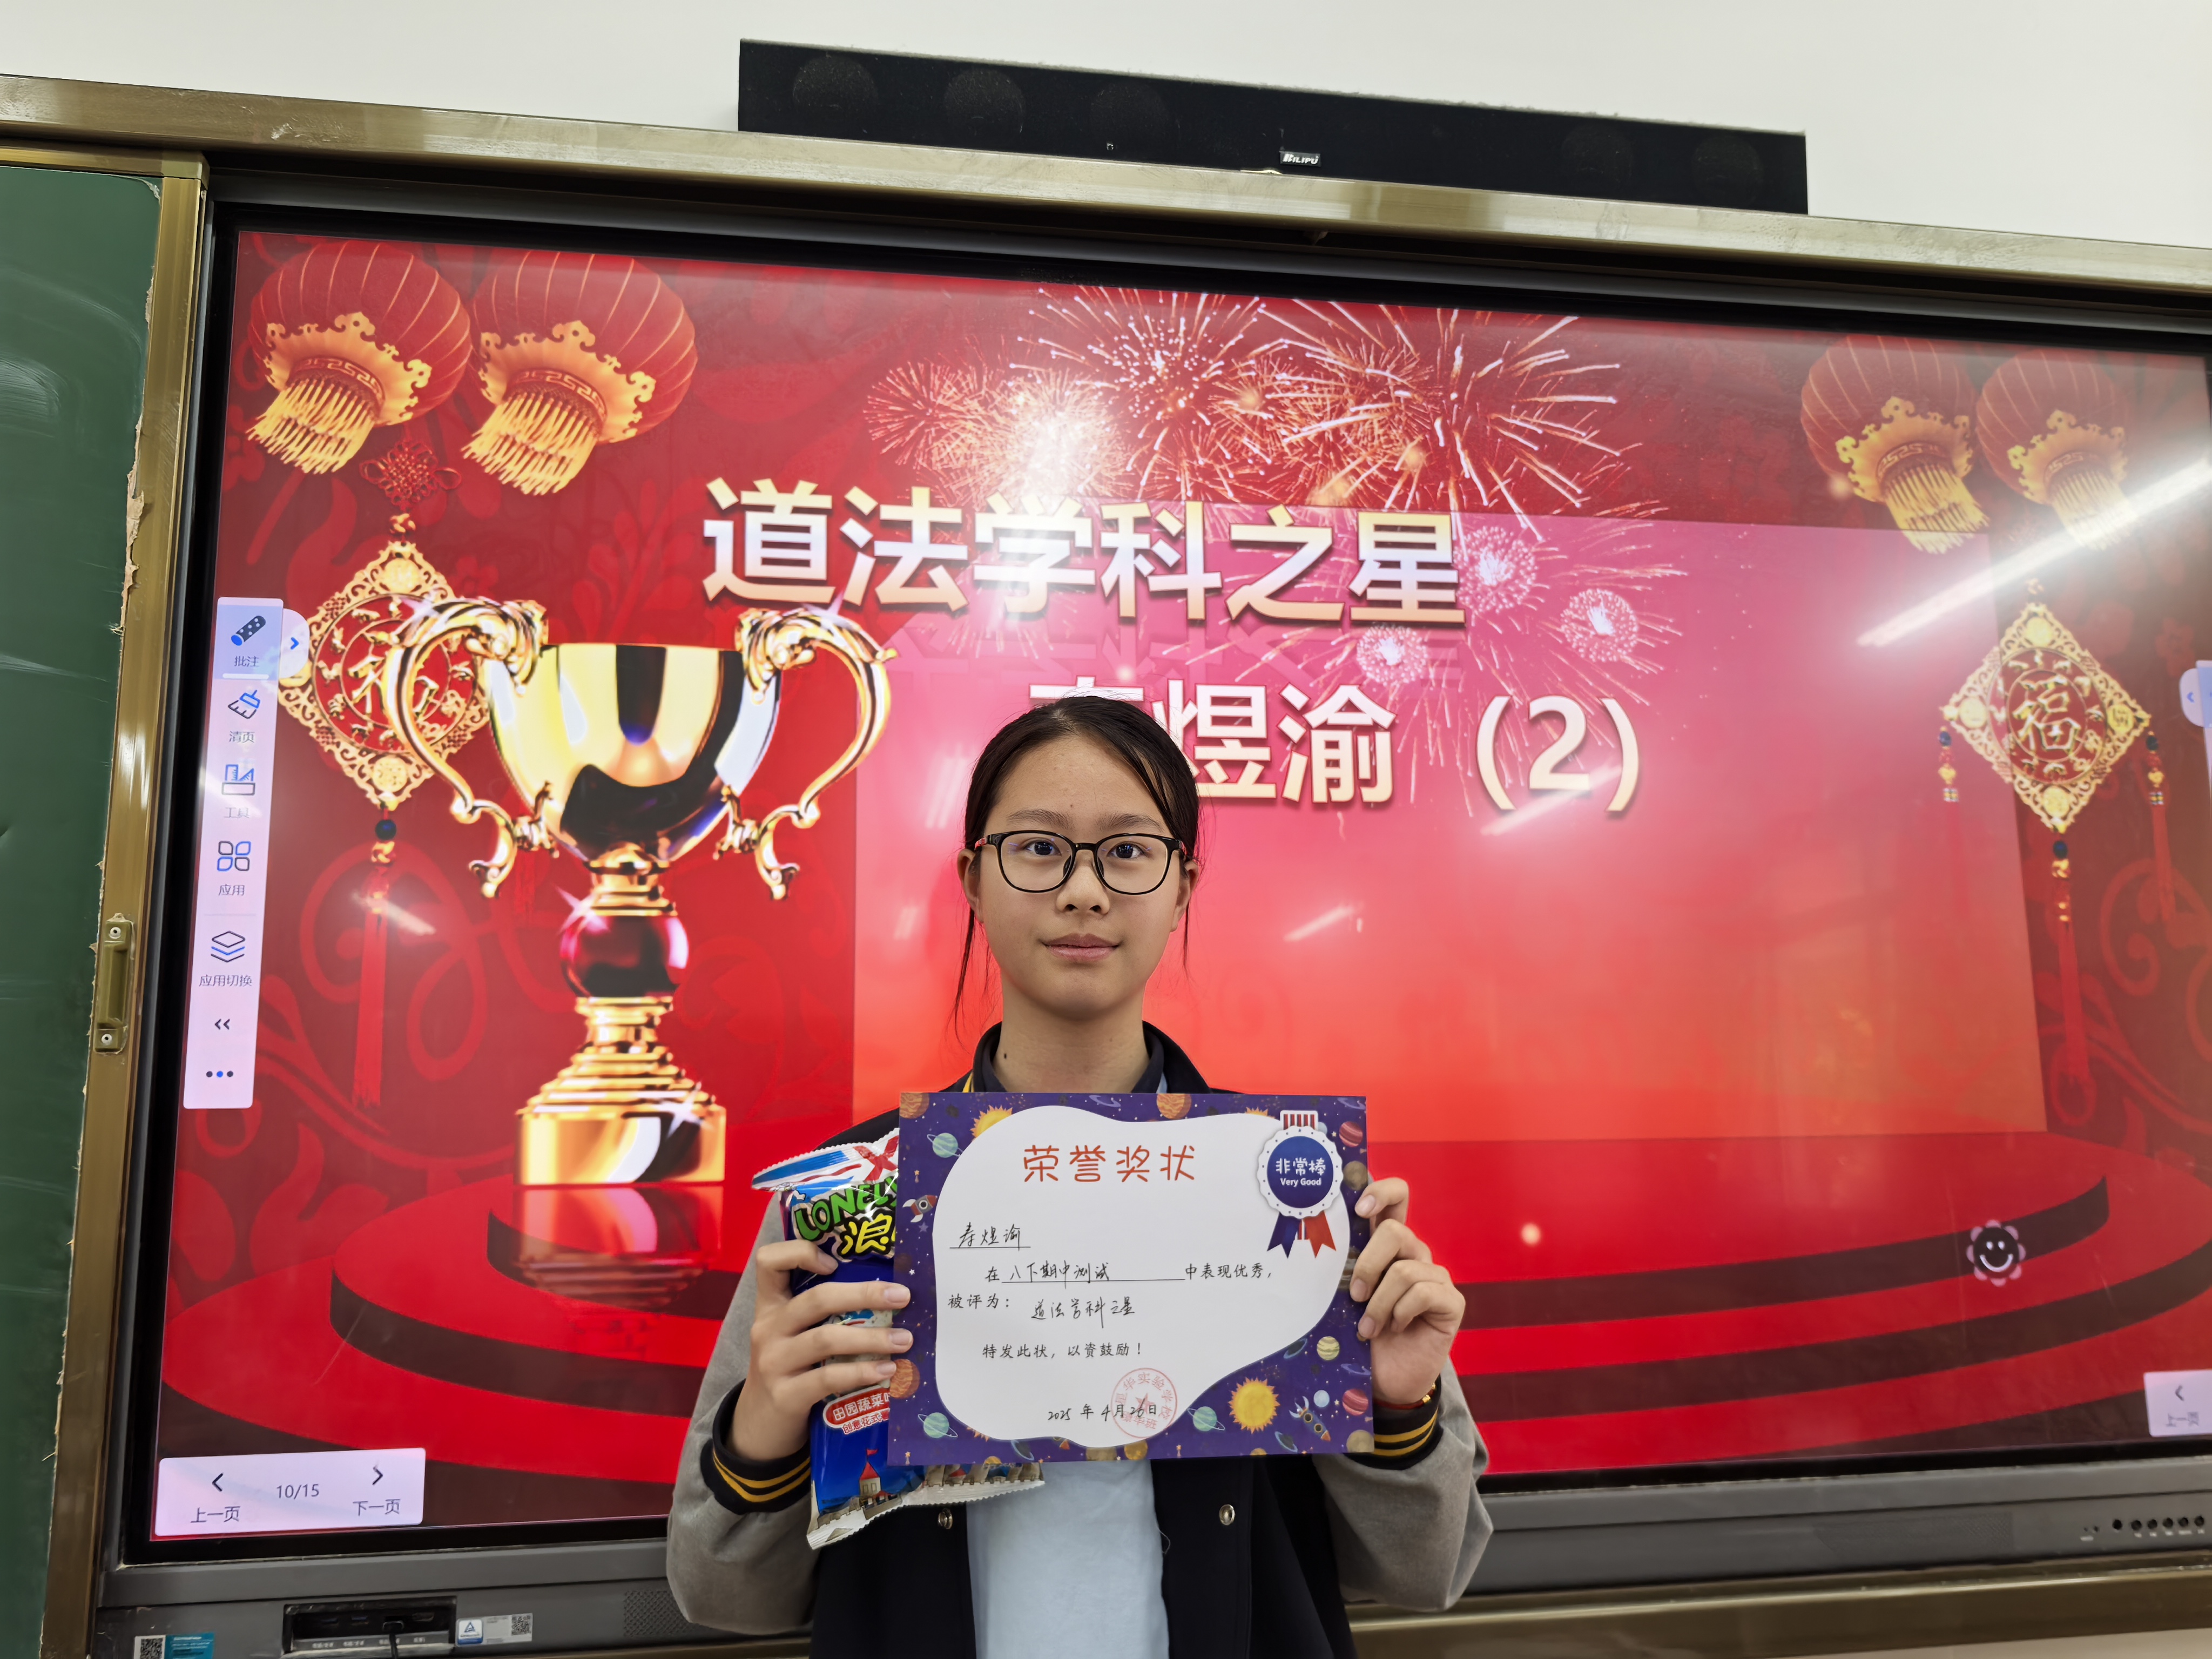 BILIPU
道法学科之星
煜渝 (2)
批注
清页
工具
应用
应用切换
10/15
上一页
下一页
LONEL
浪
田园蔬菜
荣誉奖状
非常棒
Very Good
煜渝
在八下期中测试中表现优秀，
被评为：道法学科之星
特发此状，以资鼓励！
2025 年 4 月 26 日